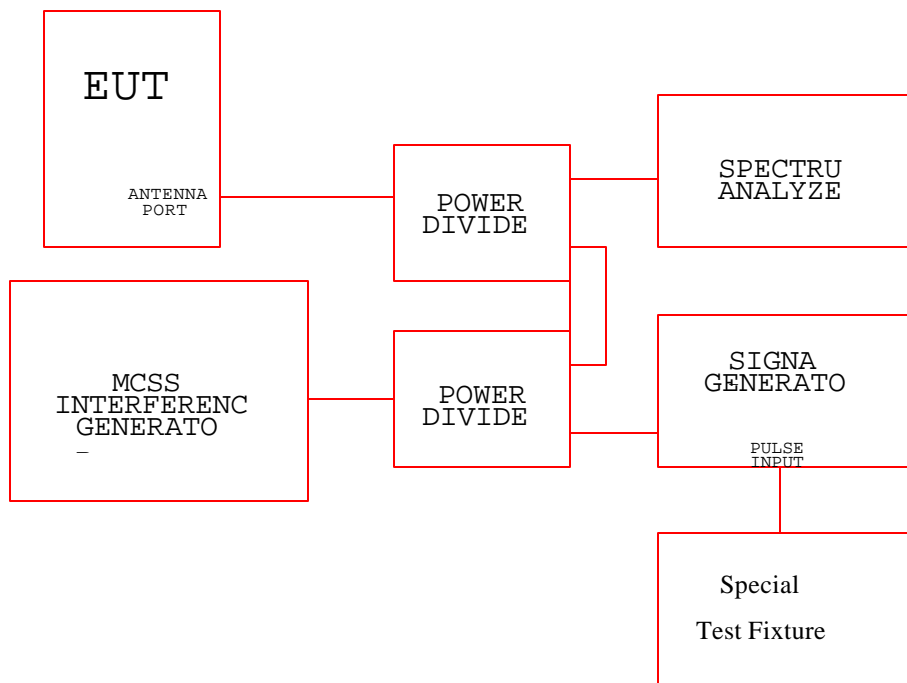 EUT
ANTENNA
PORT
POWER
DIVIDE
SPECTRU
ANALYZE
MCSS
INTERFERENC
GENERATO
_
POWER
DIVIDE
SIGNA
GENERATO
PULSE
INPUT
Special
Test Fixture